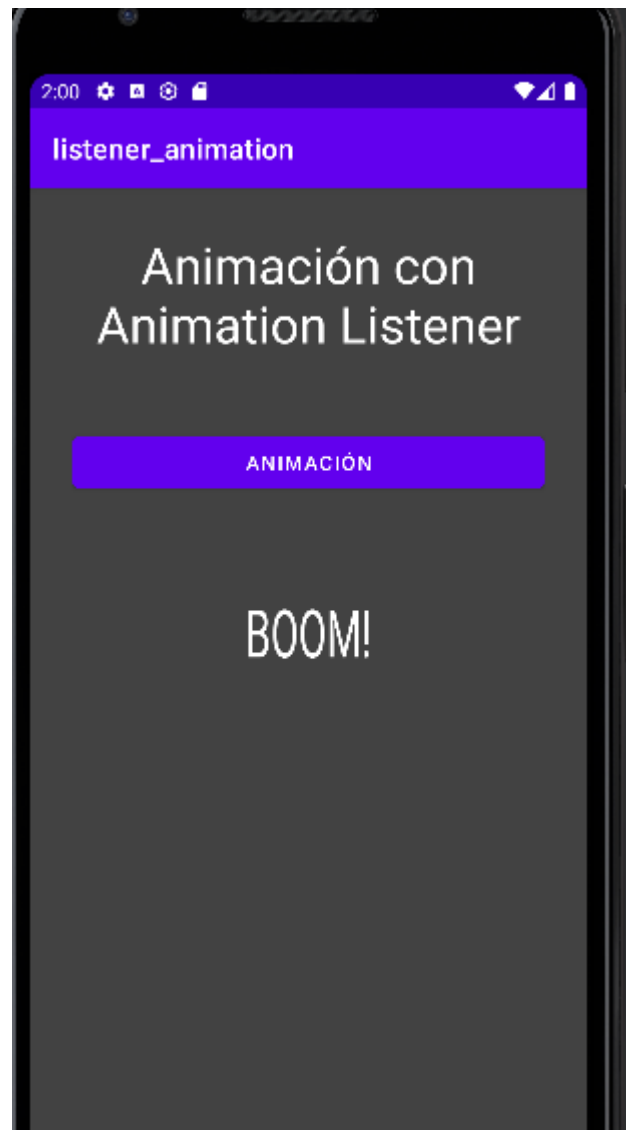 2:00
listener_animation
Animación con
Animation Listener
ANIMACIÓN
BOOM!